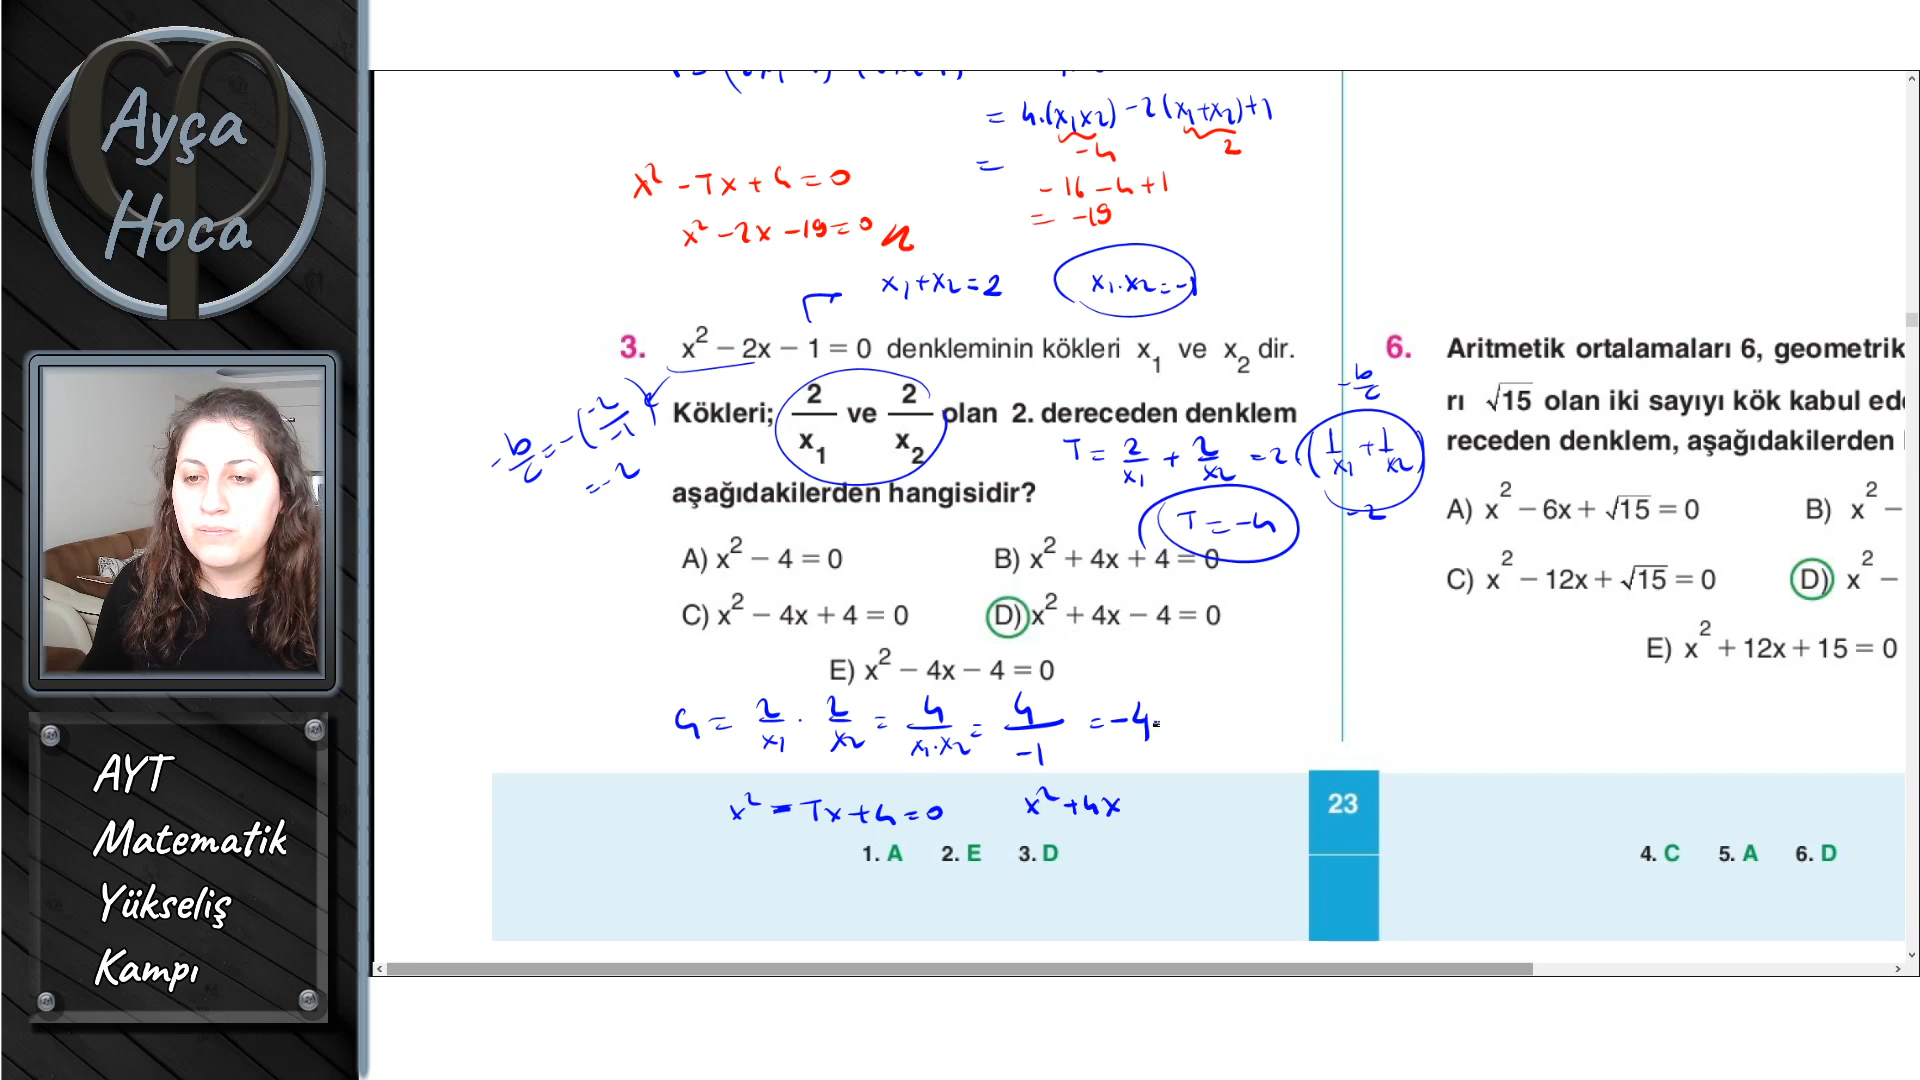 Ayça
Hoca
AYT
Matematik
Yükseliş
Kampı
= 4.(x₁x₂) - 2(x₁+x₂)+1
-4
2
=
-16-4+1
= -19
x² - Tx + Ç = 0
x² - 2x - 19 = 0
x₁+x₂ = 2
x₁.x₂ = -1
3. x² − 2x − 1 = 0 denkleminin kökleri x₁ ve x₂ dir.
Kökleri; 2/x₁ ve 2/x₂ olan 2. dereceden denklem
aşağıdakilerden hangisidir?
-b/c = -(-2/-1)
= -2
T = 2/x₁ + 2/x₂ = 2.(1/x₁ + 1/x₂)
-b/c
-2
T = -4
A) x² − 4 = 0
B) x² + 4x + 4 = 0
C) x² − 4x + 4 = 0
D) x² + 4x − 4 = 0
E) x² − 4x − 4 = 0
Ç = 2/x₁ . 2/x₂ = 4/x₁.x₂ = 4/-1 = -4
x² - Tx + Ç = 0
x² + 4x
1. A 2. E 3. D
23
6. Aritmetik ortalamaları 6, geometrik
rı √15 olan iki sayıyı kök kabul ed
receden denklem, aşağıdakilerden
A) x² − 6x + √15 = 0
B) x² −
C) x² − 12x + √15 = 0
D) x² −
E) x² + 12x + 15 = 0
4. C 5. A 6. D